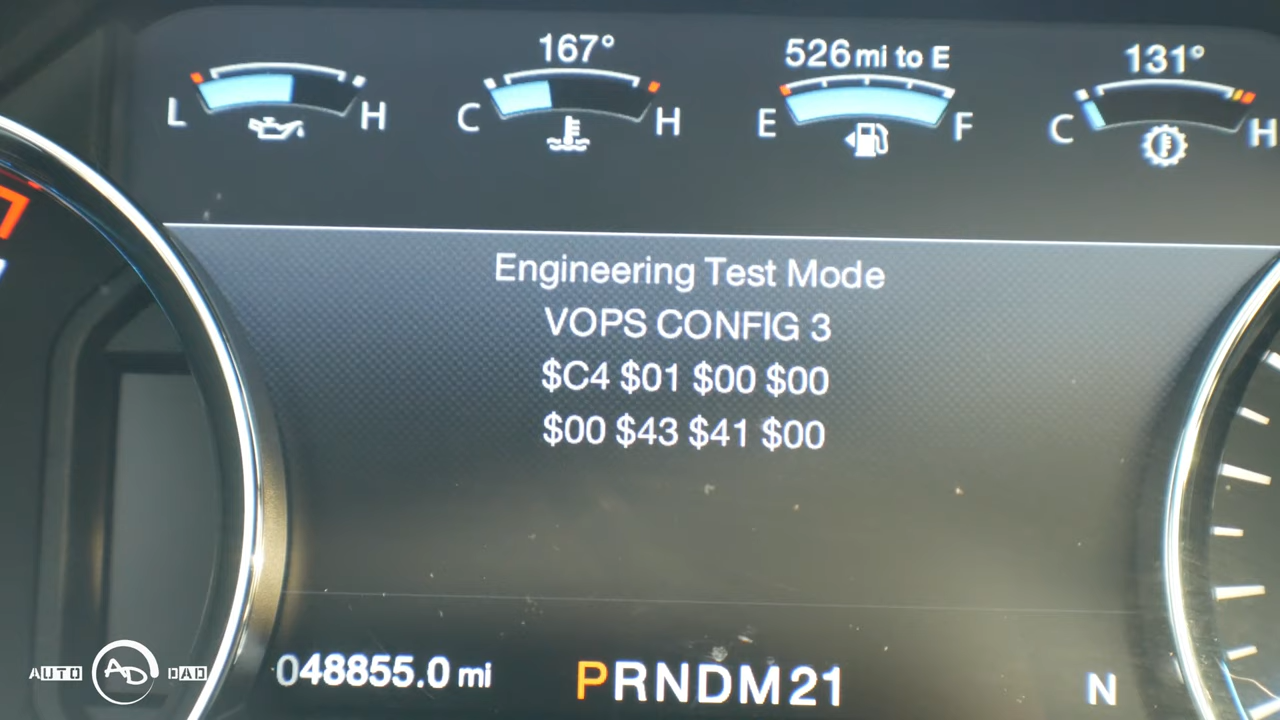 167° 526 mi to E 131°
L H C H E F C H
Engineering Test Mode
VOPS CONFIG 3
$C4 $01 $00 $00
$00 $43 $41 $00
048855.0 mi PRNDM21 N
AUTO AD DAD